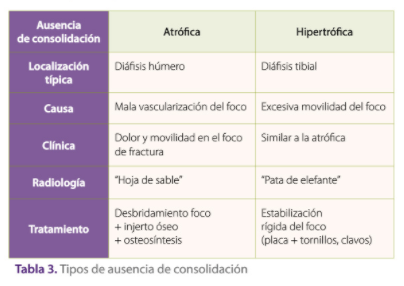 Ausencia
de consolidación
Atrófica
Hipertrófica
Localización
típica
Diáfisis húmero
Diáfisis tibial
Causa
Mala vascularización del foco
Excesiva movilidad del foco
Clínica
Dolor y movilidad en el foco
de fractura
Similar a la atrófica
Radiología
“Hoja de sable”
“Pata de elefante”
Tratamiento
Desbridamiento foco
+ injerto óseo
+ osteosíntesis
Estabilización
rígida del foco
(placa + tornillos, clavos)
Tabla 3. Tipos de ausencia de consolidación